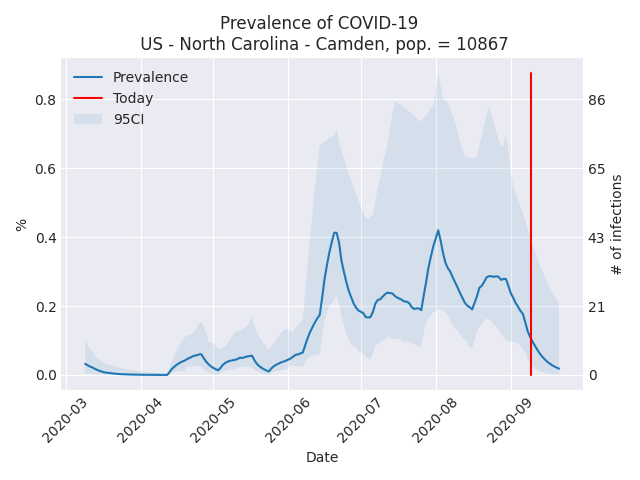 Prevalence of COVID-19
US - North Carolina - Camden, pop. = 10867
Prevalence
Today
95CI
0.8
0.6
0.4
0.2
0.0
%
86
65
43
21
0
# of infections
2020-03
2020-04
2020-05
2020-06
2020-07
2020-08
2020-09
Date